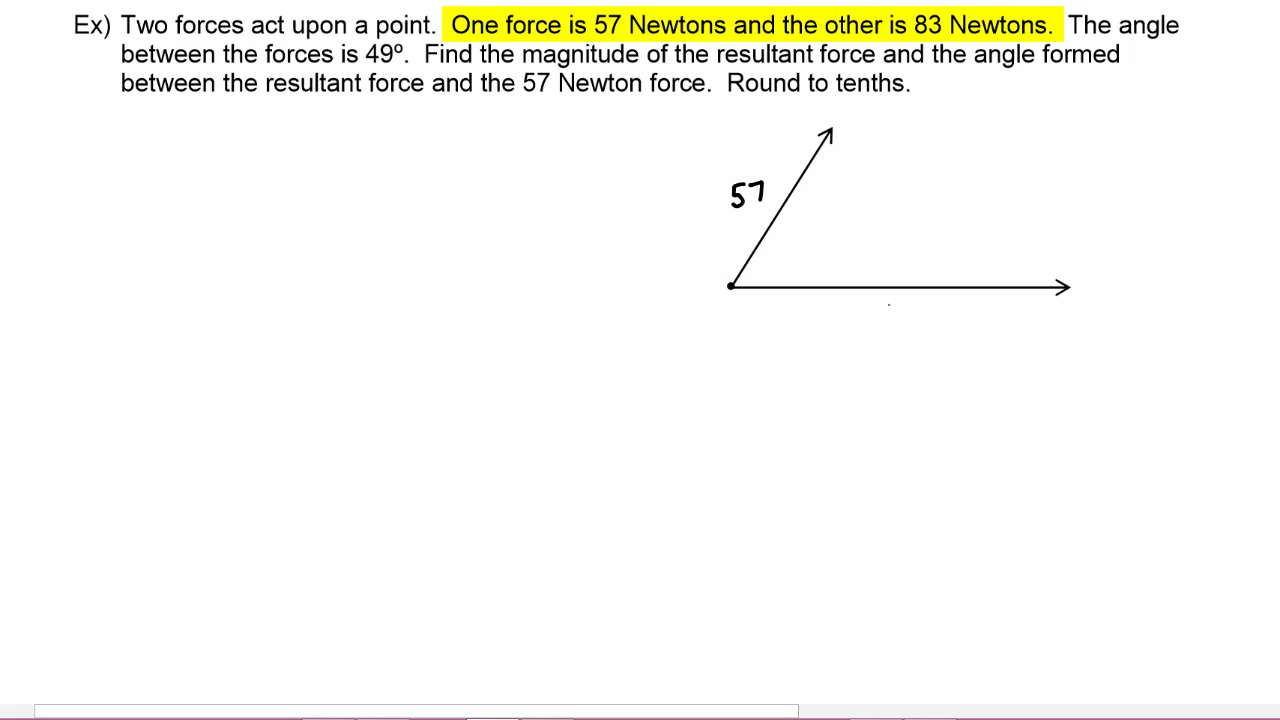 Ex) Two forces act upon a point. One force is 57 Newtons and the other is 83 Newtons. The angle
between the forces is 49º. Find the magnitude of the resultant force and the angle formed
between the resultant force and the 57 Newton force. Round to tenths.
57